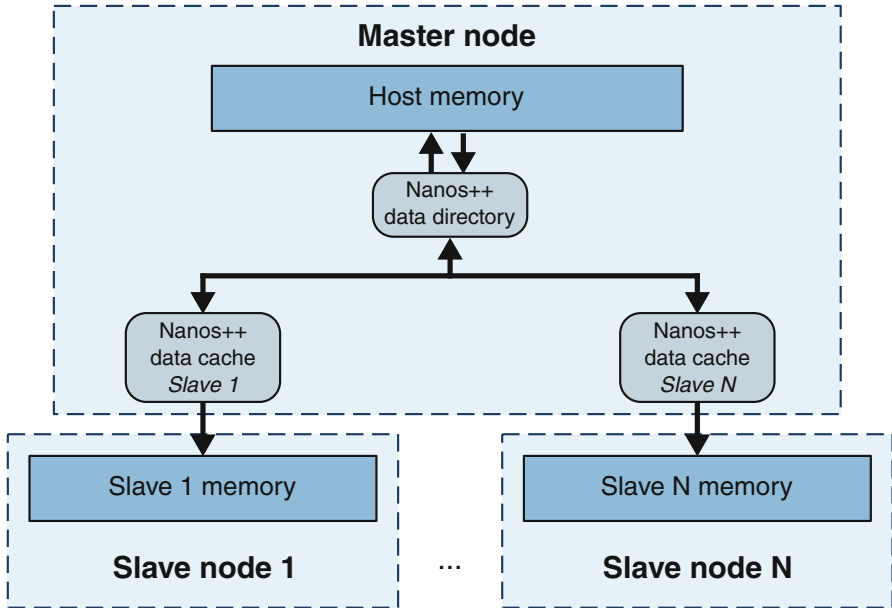 Master node
Host memory
Nanos++
data directory
Nanos++
data cache
Slave 1
Nanos++
data cache
Slave N
Slave 1 memory
Slave N memory
Slave node 1
...
Slave node N